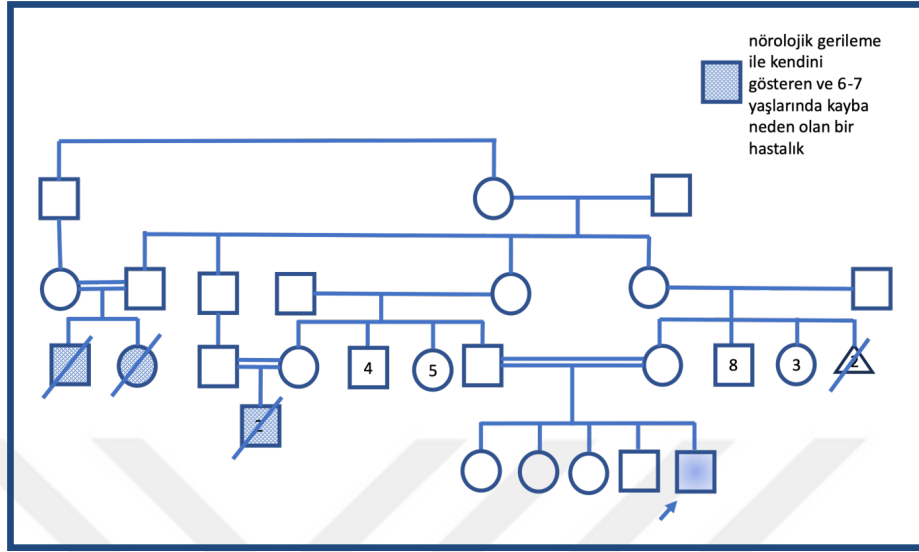 nörolojik gerileme
ile kendini
gösteren ve 6-7
yaşlarında kayba
neden olan bir
hastalık
4
5
8
3
2
2